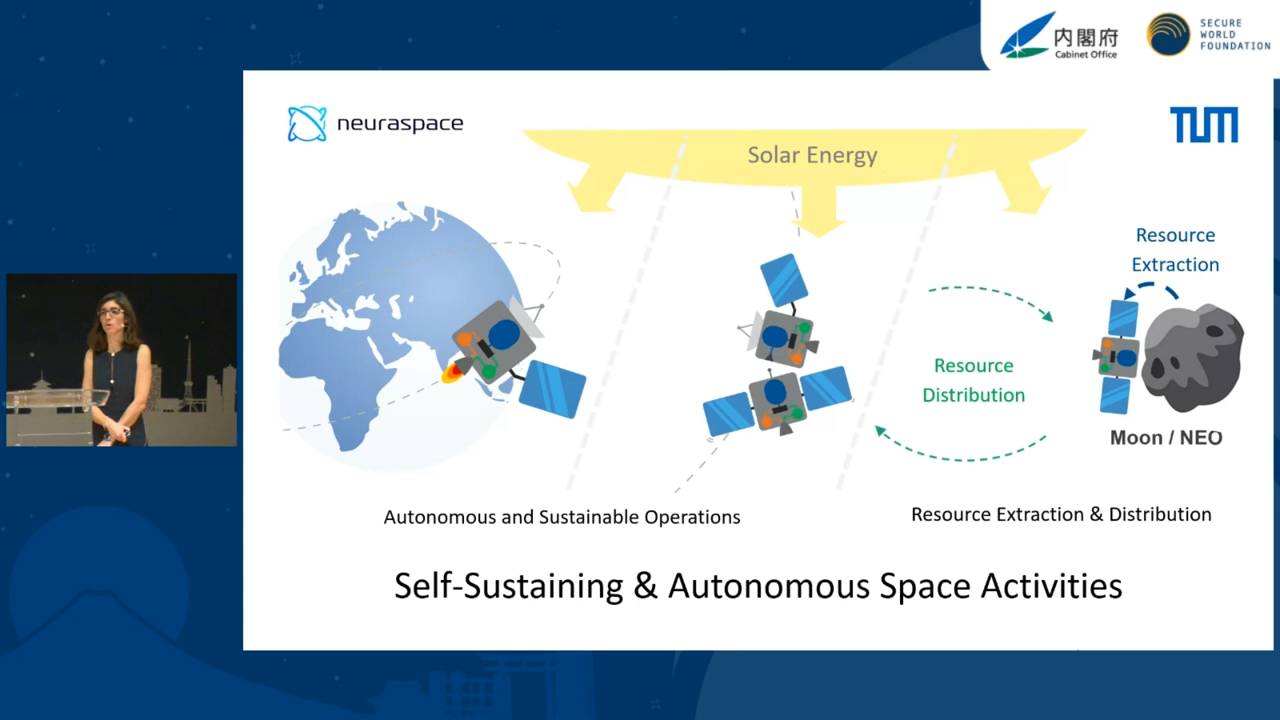 内閣府
Cabinet Office
SECURE
WORLD
FOUNDATION
neuraspace
TUM
Solar Energy
Resource
Extraction
Resource
Distribution
Moon / NEO
Autonomous and Sustainable Operations
Resource Extraction & Distribution
Self-Sustaining & Autonomous Space Activities